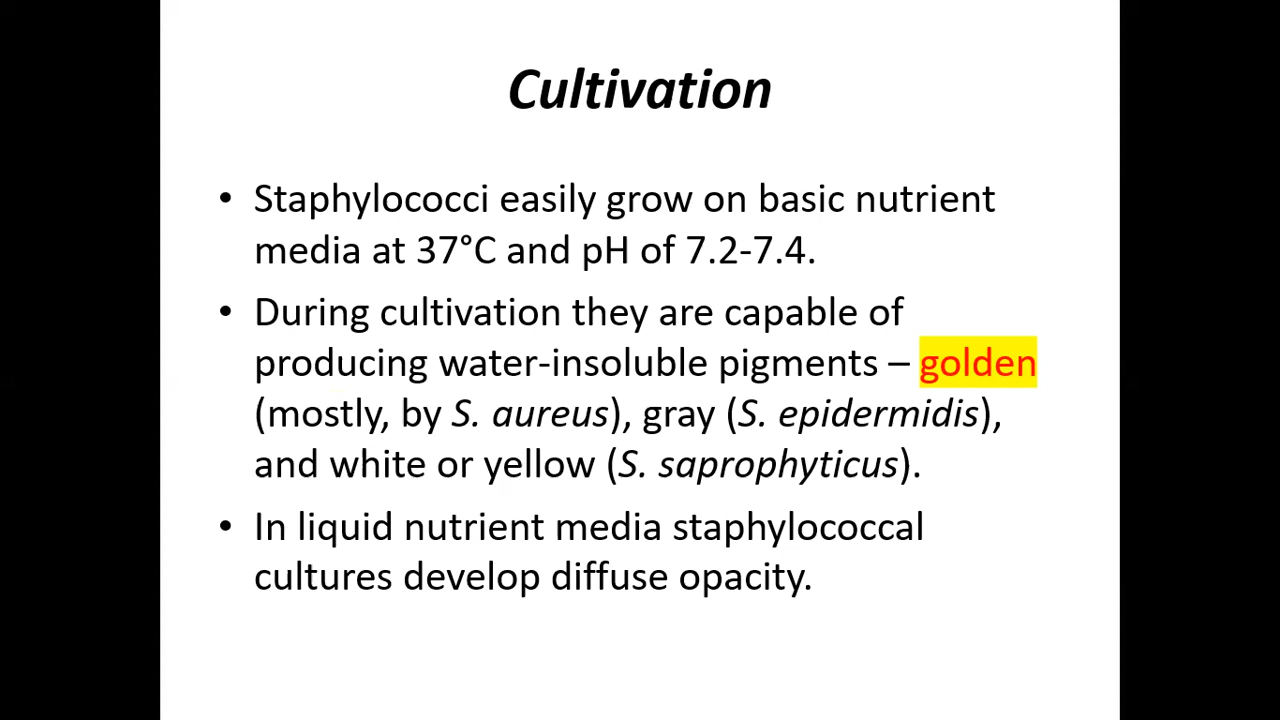 Cultivation
• Staphylococci easily grow on basic nutrient
media at 37°C and pH of 7.2-7.4.
• During cultivation they are capable of
producing water-insoluble pigments – golden
(mostly, by S. aureus), gray (S. epidermidis),
and white or yellow (S. saprophyticus).
• In liquid nutrient media staphylococcal
cultures develop diffuse opacity.